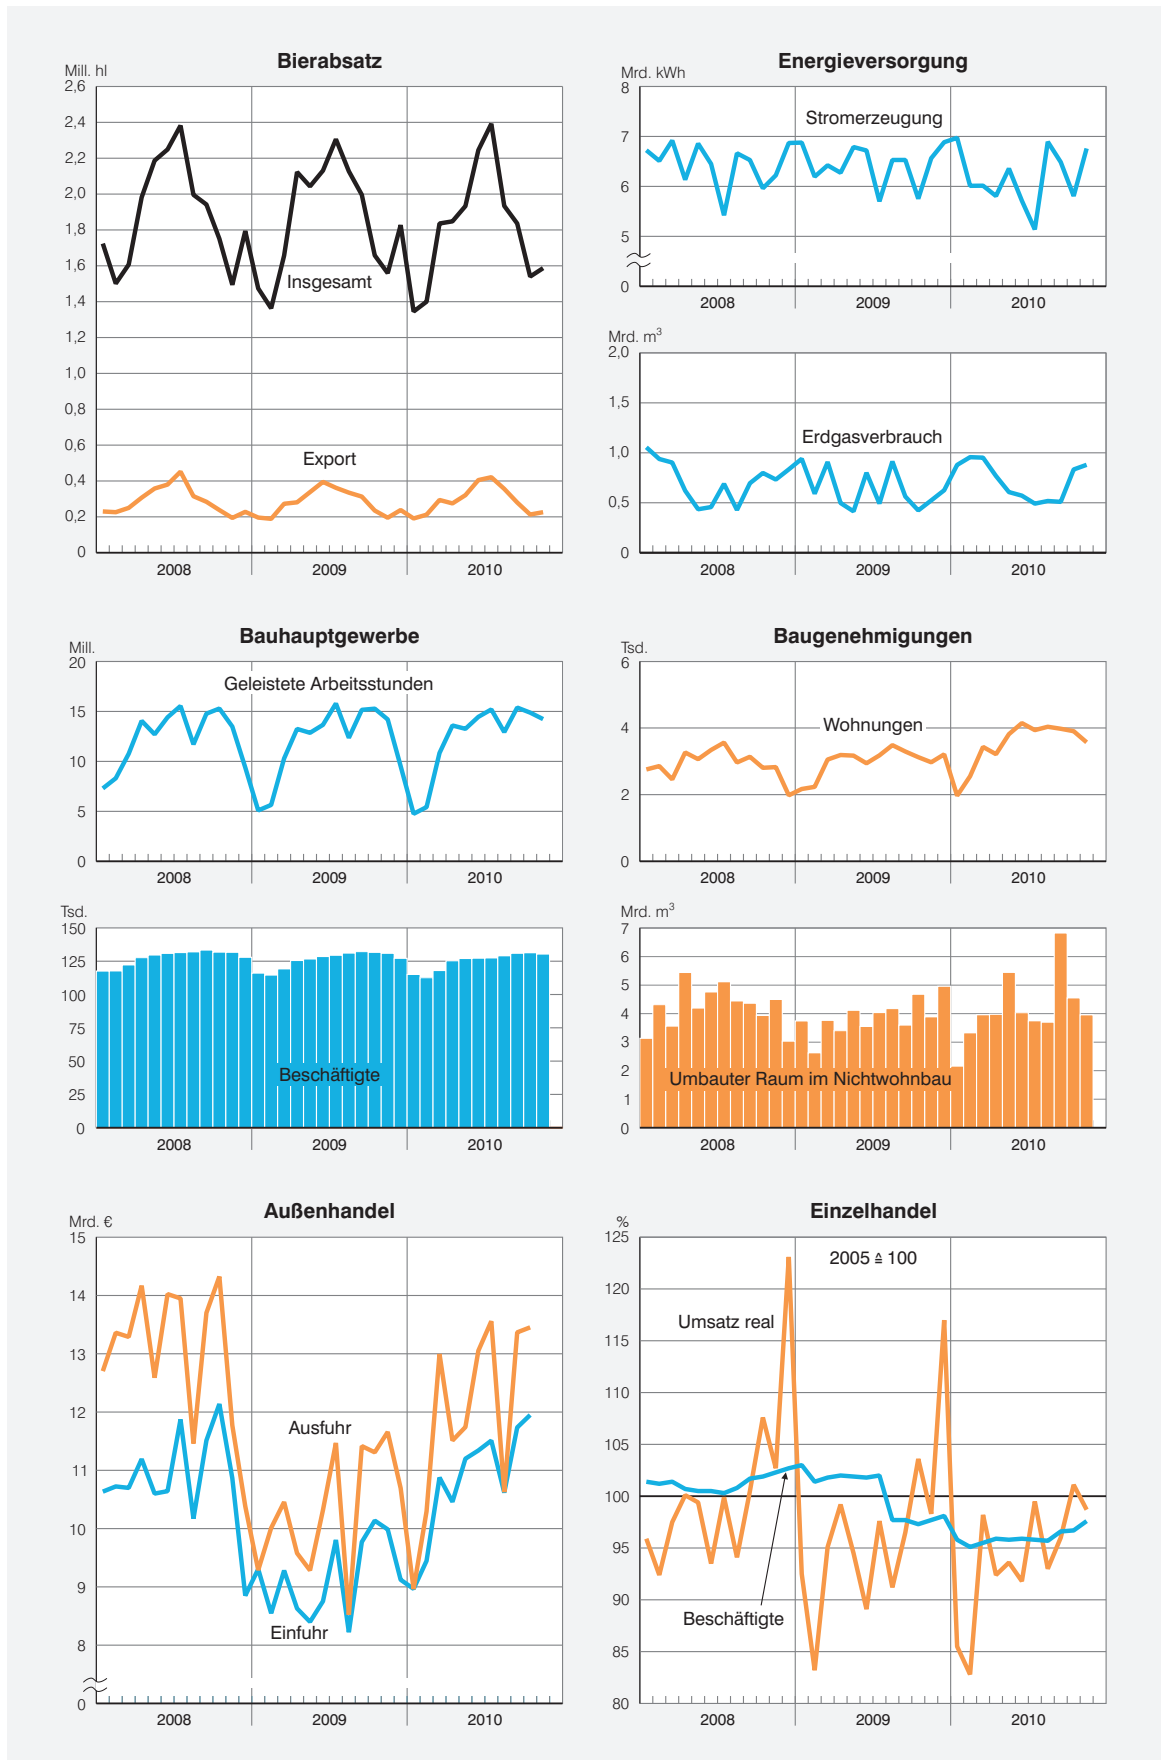 Bierabsatz
Mill. hl
2,6
2,4
2,2
2,0
1,8
1,6
1,4
1,2
1,0
0,8
0,6
0,4
0,2
0
Insgesamt
Export
2008 2009 2010
Energieversorgung
Mrd. kWh
8
7
6
5
0
Stromerzeugung
2008 2009 2010
Mrd. m³
2,0
1,5
1,0
0,5
0
Erdgasverbrauch
2008 2009 2010
Bauhauptgewerbe
Mill.
20
15
10
5
0
Geleistete Arbeitsstunden
2008 2009 2010
Tsd.
150
125
100
75
50
25
0
Beschäftigte
2008 2009 2010
Baugenehmigungen
Tsd.
6
4
2
0
Wohnungen
2008 2009 2010
Mrd. m³
7
6
5
4
3
2
1
0
Umbauter Raum im Nichtwohnbau
2008 2009 2010
Außenhandel
Mrd. €
15
14
13
12
11
10
9
8
0
Ausfuhr
Einfuhr
2008 2009 2010
Einzelhandel
%
125
120
115
110
105
100
95
90
85
80
2005 ≙ 100
Umsatz real
Beschäftigte
2008 2009 2010